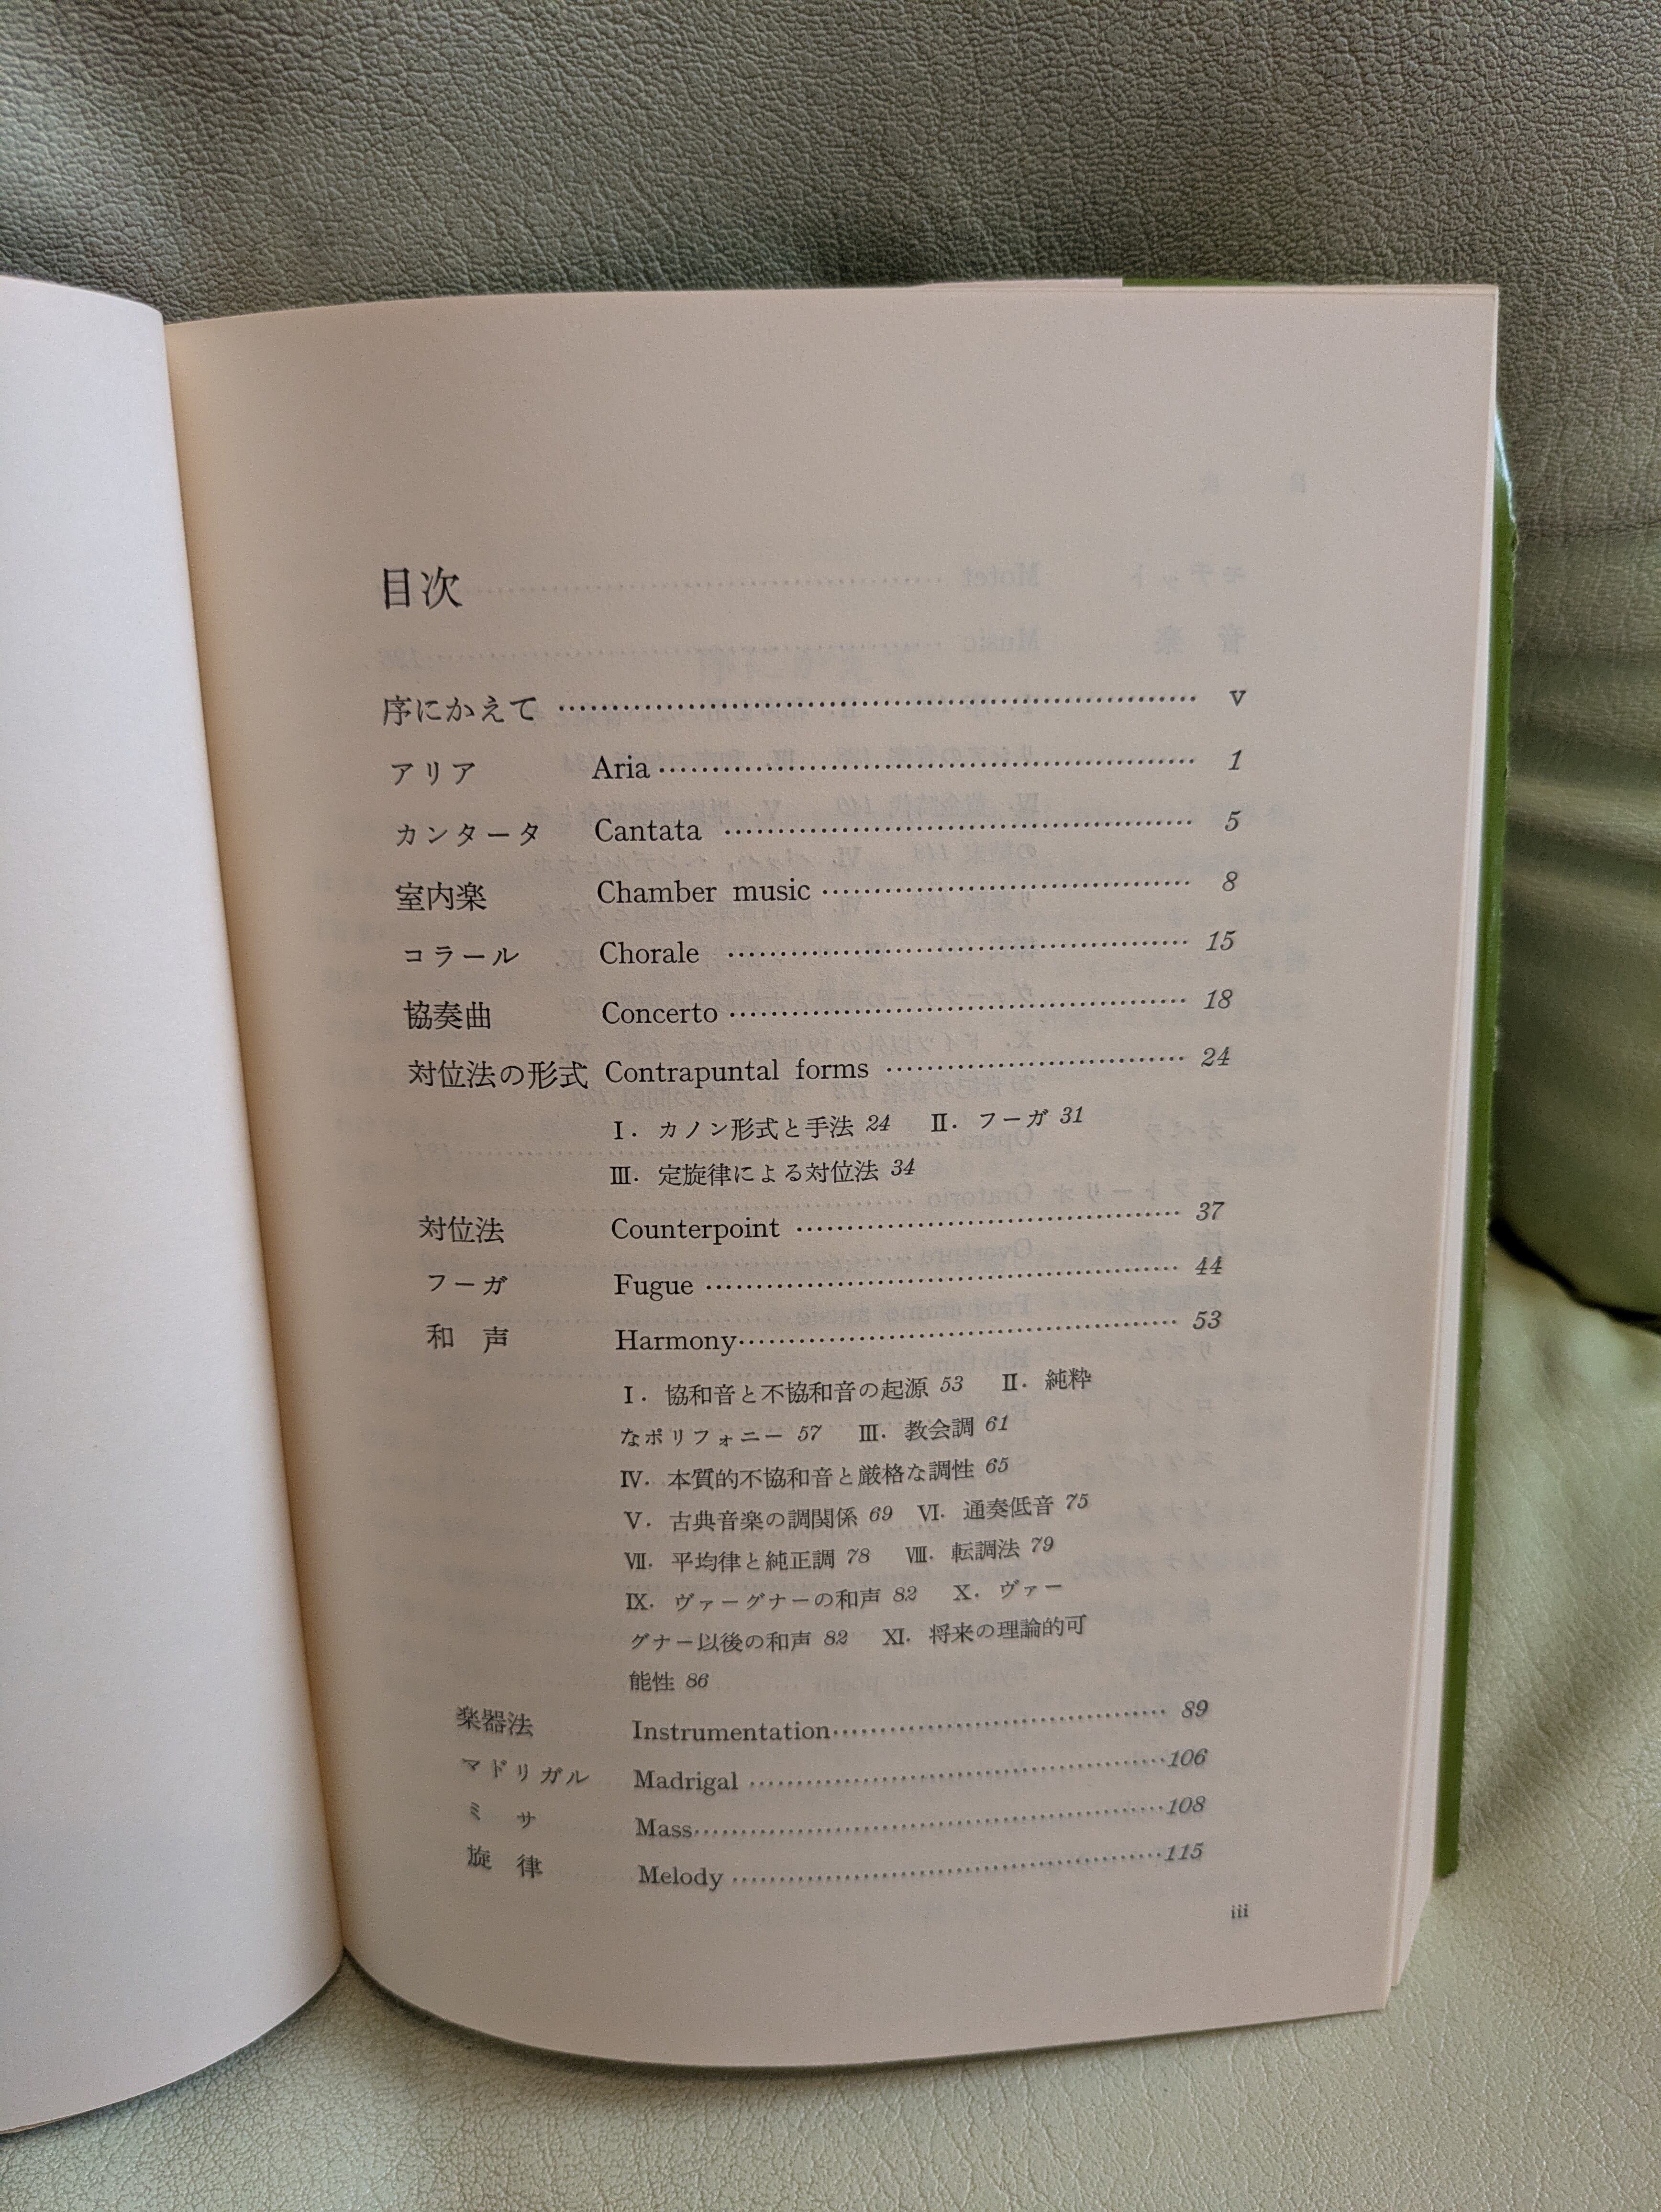 目次
序にかえて …… v
アリア Aria …… 1
カンタータ Cantata …… 5
室内楽 Chamber music …… 8
コラール Chorale …… 15
協奏曲 Concerto …… 18
対位法の形式 Contrapuntal forms …… 24
Ⅰ. カノン形式と手法 24 Ⅱ. フーガ 31
Ⅲ. 定旋律による対位法 34
対位法 Counterpoint …… 37
フーガ Fugue …… 44
和声 Harmony …… 53
Ⅰ. 協和音と不協和音の起源 53 Ⅱ. 純粋
なポリフォニー 57 Ⅲ. 教会調 61
Ⅳ. 本質的不協和音と厳格な調性 65
Ⅴ. 古典音楽の調関係 69 Ⅵ. 通奏低音 75
Ⅶ. 平均律と純正調 78 Ⅷ. 転調法 79
Ⅸ. ヴァーグナーの和声 82 Ⅹ. ヴァー
グナー以後の和声 82 Ⅺ. 将来の理論的可
能性 86
楽器法 Instrumentation …… 89
マドリガル Madrigal …… 106
ミサ Mass …… 108
旋律 Melody …… 115
iii